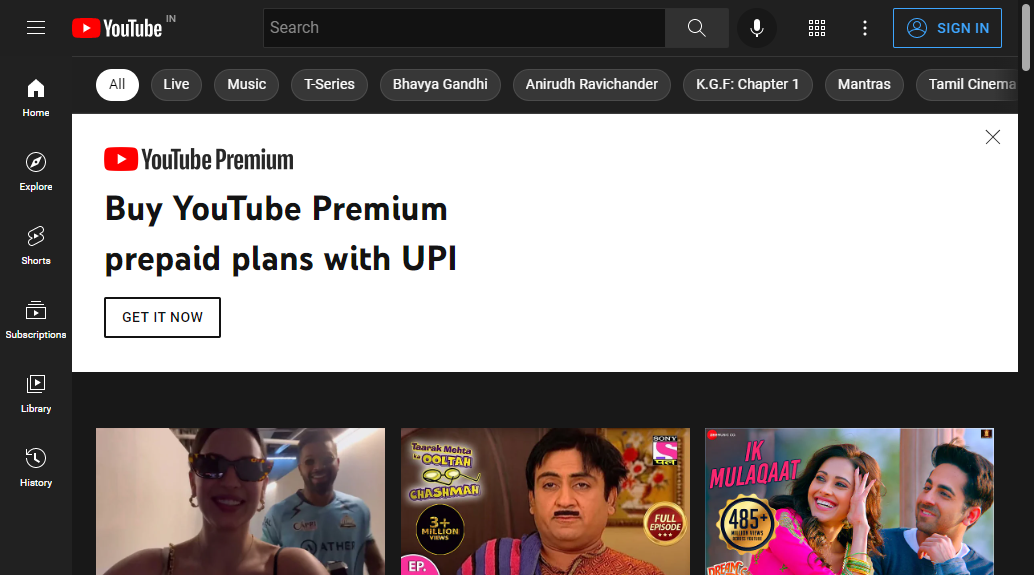 YouTube IN
Search
SIGN IN
All
Live
Music
T-Series
Bhavya Gandhi
Anirudh Ravichander
K.G.F: Chapter 1
Mantras
Tamil Cinema
Home
Explore
Shorts
Subscriptions
Library
History
YouTube Premium
Buy YouTube Premium
prepaid plans with UPI
GET IT NOW
ATHER
Taarak Mehta
Ka OOLTAH
CHASHMAH
3+
MILLION
VIEWS
EP.
SONY
FULL
EPISODE
IK
MULAQAAT
485+
MILLION VIEWS
DREAM